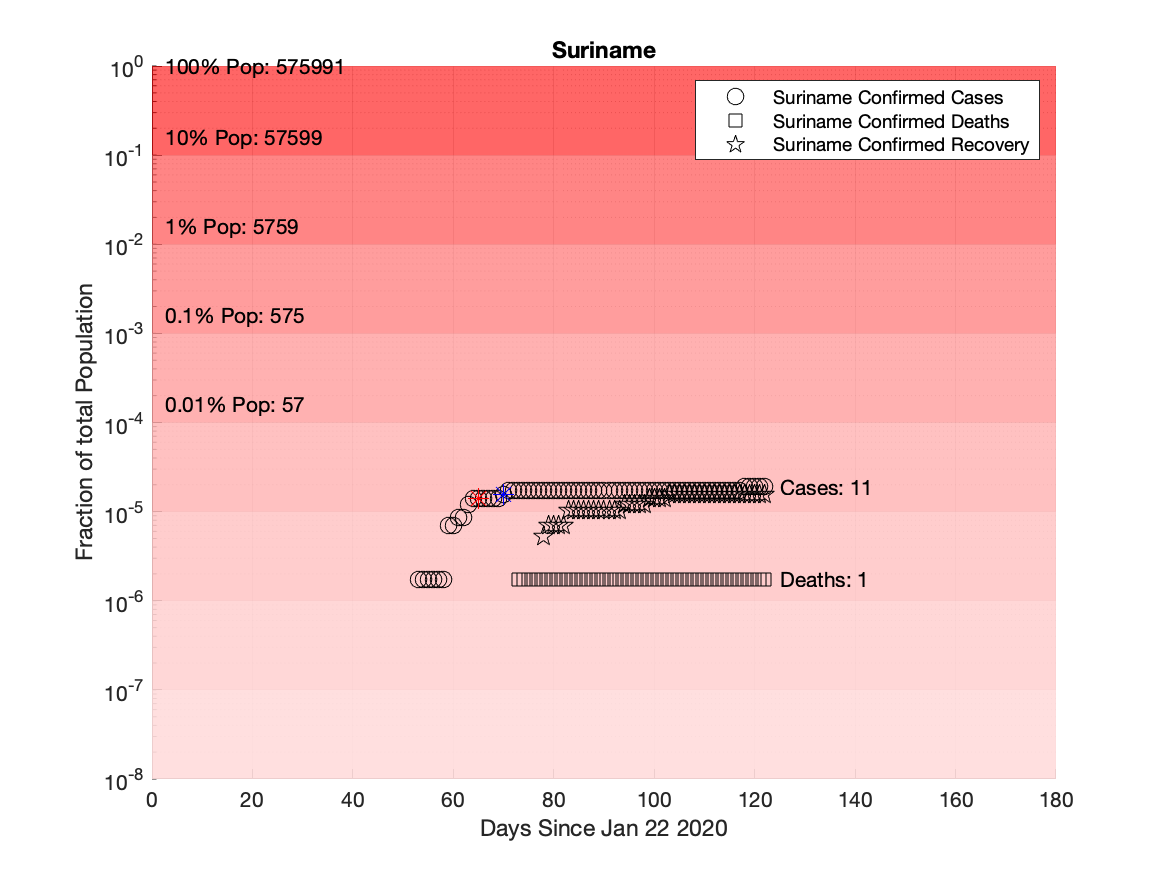 Suriname
10^0
100% Pop: 575991
Suriname Confirmed Cases
Suriname Confirmed Deaths
Suriname Confirmed Recovery
10% Pop: 57599
10^-1
1% Pop: 5759
10^-2
0.1% Pop: 575
10^-3
0.01% Pop: 57
10^-4
Cases: 11
10^-5
Deaths: 1
10^-6
10^-7
10^-8
Fraction of total Population
0 20 40 60 80 100 120 140 160 180
Days Since Jan 22 2020